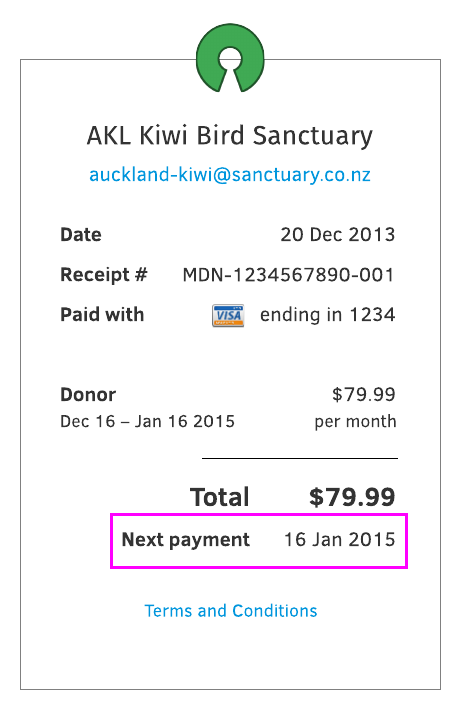 AKL Kiwi Bird Sanctuary
auckland-kiwi@sanctuary.co.nz
Date 20 Dec 2013
Receipt # MDN-1234567890-001
Paid with VISA ending in 1234
Donor $79.99
Dec 16 – Jan 16 2015 per month
Total $79.99
Next payment 16 Jan 2015
Terms and Conditions